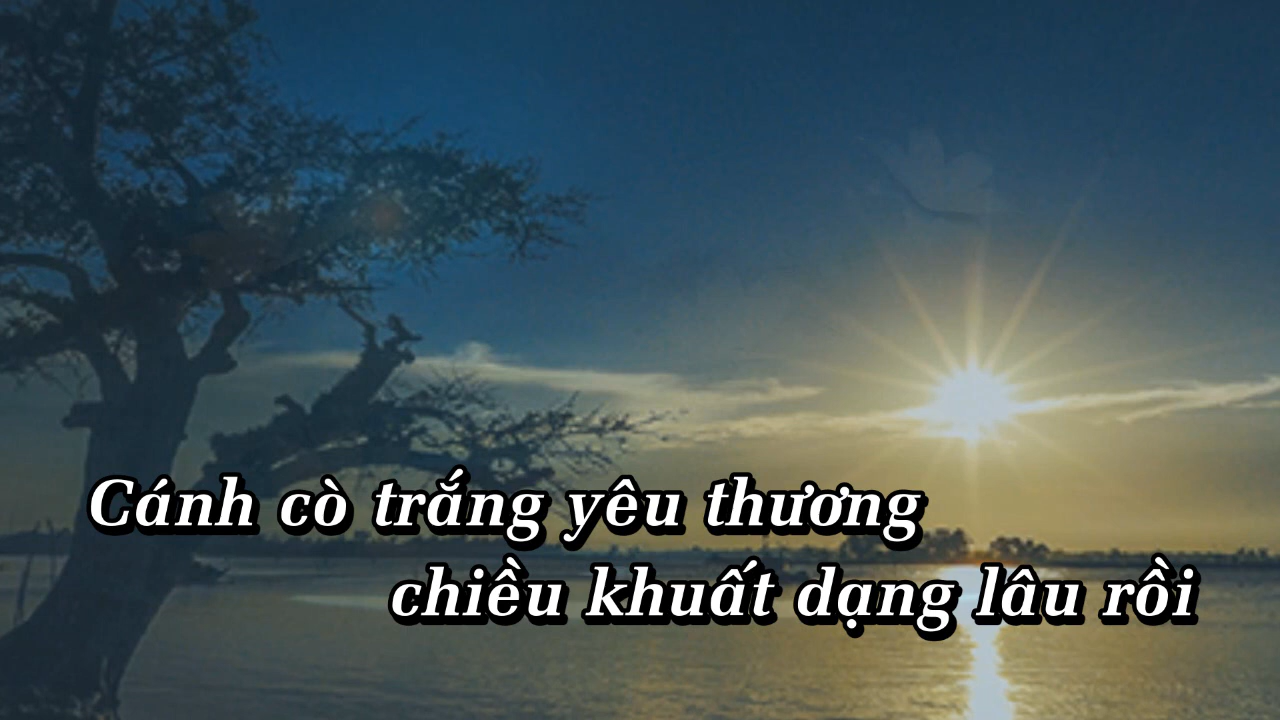 Cánh cò trắng yêu thương
chiều khuất dạng lâu rồi